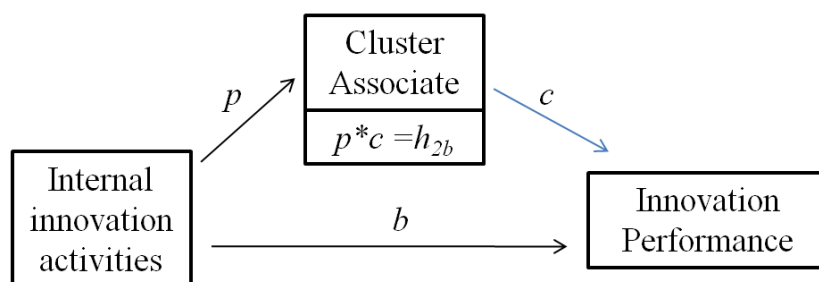 Cluster
Associate
p
c
p*c =h2b
Internal
innovation
activities
b
Innovation
Performance